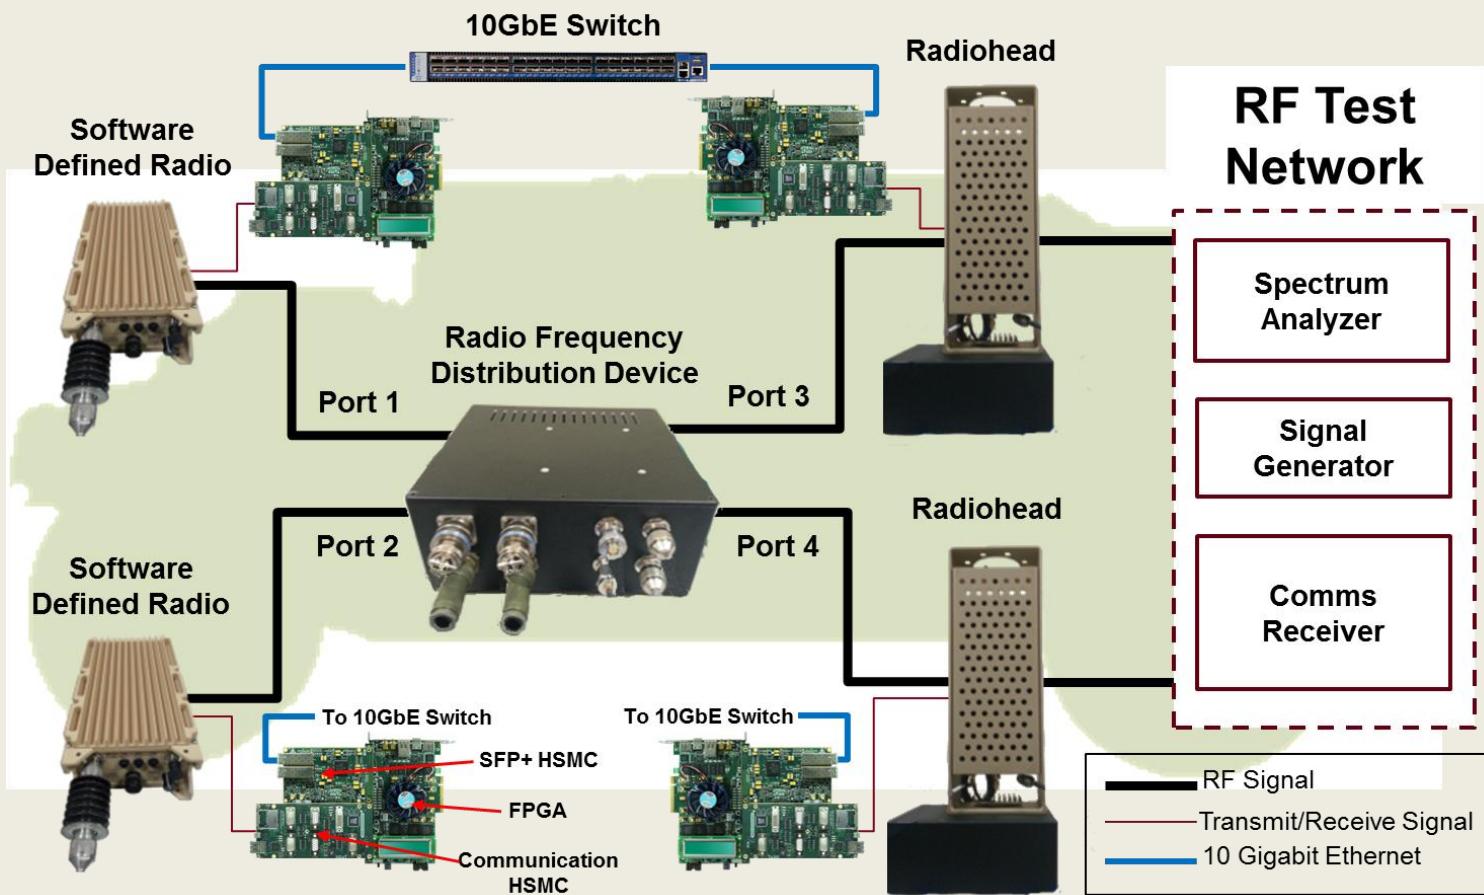 10GbE Switch
Radiohead
RF Test
Network
Software
Defined Radio
Spectrum
Analyzer
Radio Frequency
Distribution Device
Port 1
Port 3
Signal
Generator
Radiohead
Port 2
Port 4
Software
Defined Radio
Comms
Receiver
To 10GbE Switch
To 10GbE Switch
SFP+ HSMC
FPGA
Communication
HSMC
RF Signal
Transmit/Receive Signal
10 Gigabit Ethernet